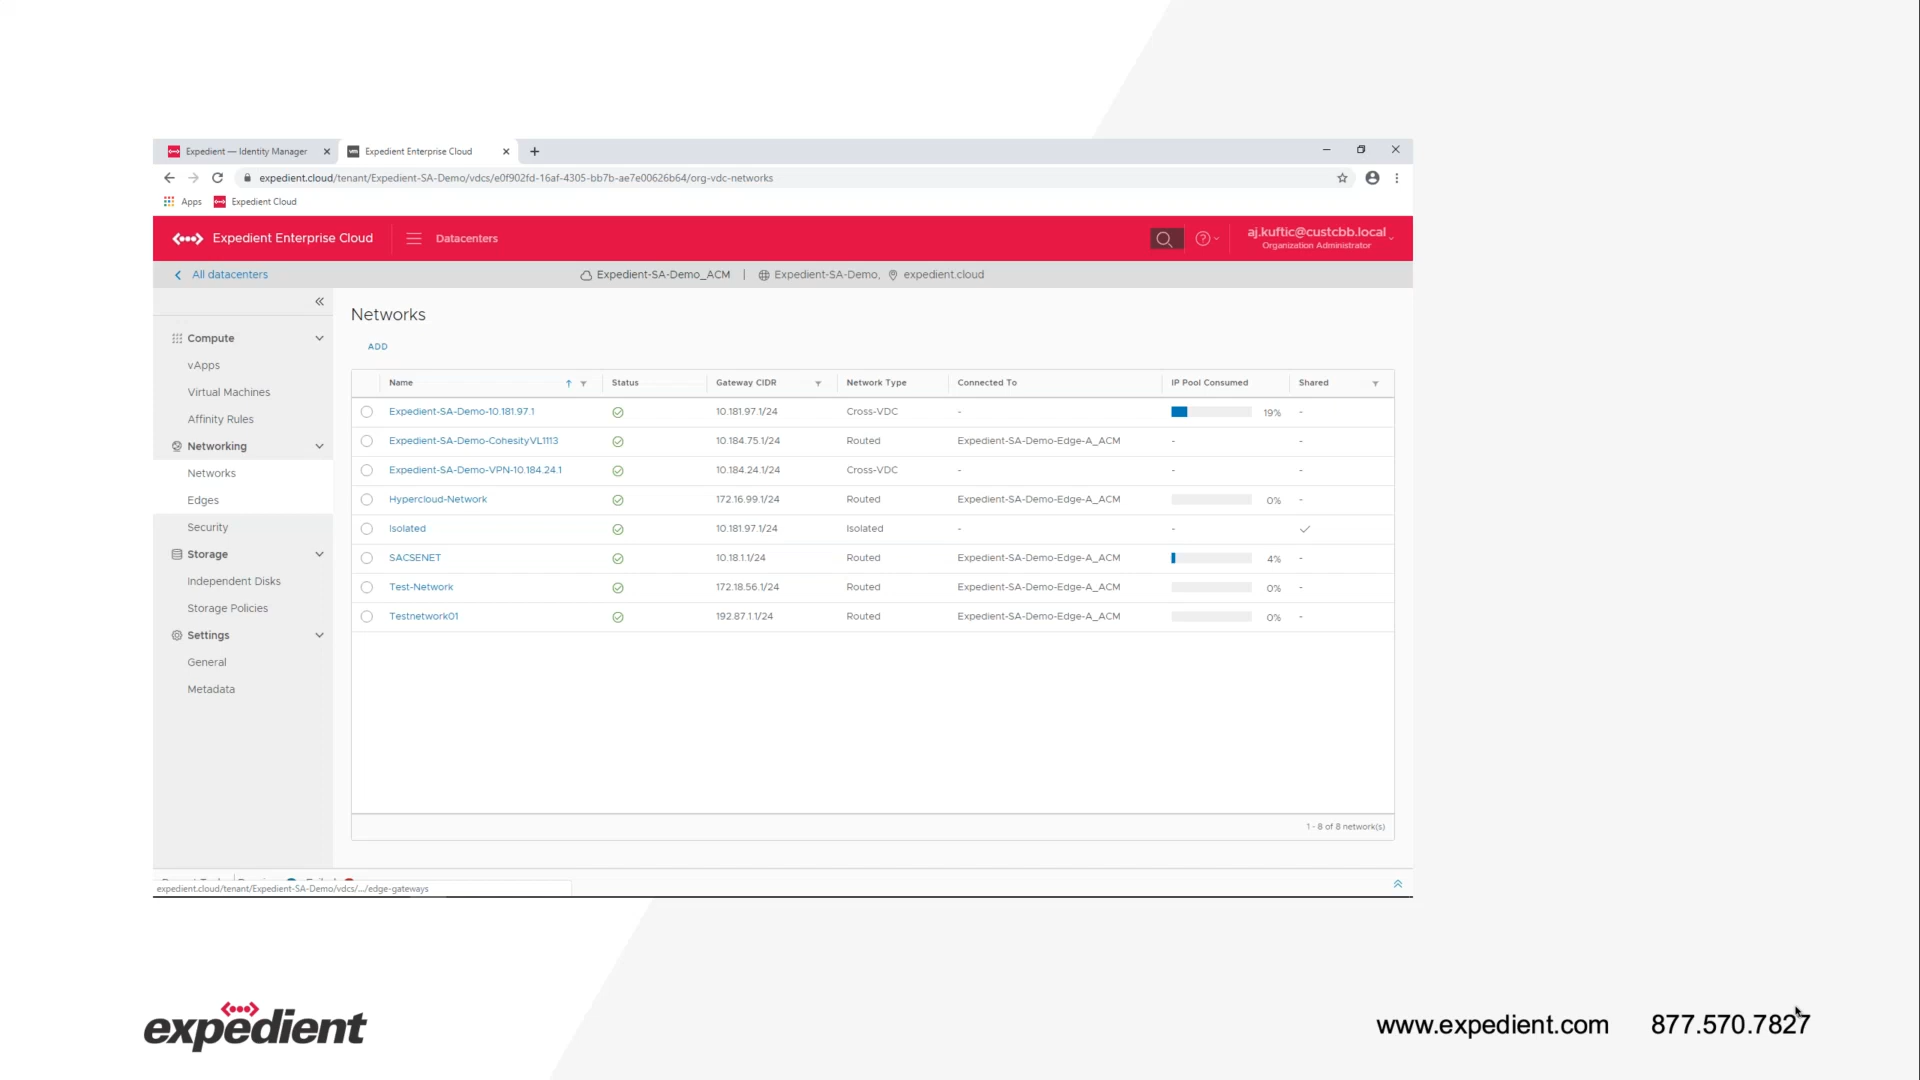 Expedient — Identity Manager
Expedient Enterprise Cloud
expedient.cloud/tenant/Expedient-SA-Demo/vdcs/e0f902fd-16af-4305-bb7b-ae7e00626b64/org-vdc-networks
Apps Expedient Cloud
Expedient Enterprise Cloud Datacenters
aj.kuftic@custcbb.local
Organization Administrator
All datacenters Expedient-SA-Demo_ACM | Expedient-SA-Demo, expedient.cloud
Compute
vApps
Virtual Machines
Affinity Rules
Networking
Networks
Edges
Security
Storage
Independent Disks
Storage Policies
Settings
General
Metadata
Networks
ADD
Name Status Gateway CIDR Network Type Connected To IP Pool Consumed Shared
Expedient-SA-Demo-10.181.97.1 10.181.97.1/24 Cross-VDC - 19% -
Expedient-SA-Demo-CohesityVL1113 10.184.75.1/24 Routed Expedient-SA-Demo-Edge-A_ACM - -
Expedient-SA-Demo-VPN-10.184.24.1 10.184.24.1/24 Cross-VDC - - -
Hypercloud-Network 172.16.99.1/24 Routed Expedient-SA-Demo-Edge-A_ACM 0% -
Isolated 10.181.97.1/24 Isolated - -
SACSENET 10.18.1.1/24 Routed Expedient-SA-Demo-Edge-A_ACM 4% -
Test-Network 172.18.56.1/24 Routed Expedient-SA-Demo-Edge-A_ACM 0% -
Testnetwork01 192.87.1.1/24 Routed Expedient-SA-Demo-Edge-A_ACM 0% -
1 - 8 of 8 network(s)
expedient.cloud/tenant/Expedient-SA-Demo/vdcs/.../edge-gateways
expedient
www.expedient.com 877.570.7827